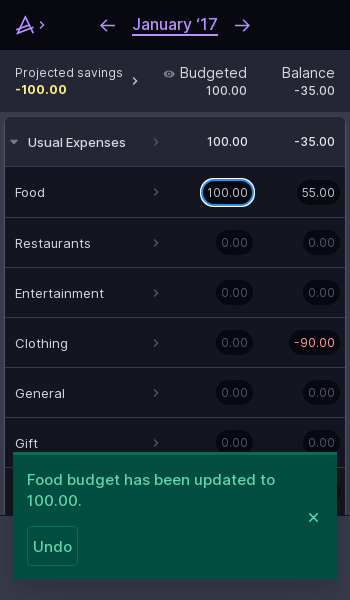 January ‘17
Projected savings
-100.00
Budgeted
100.00
Balance
-35.00
Usual Expenses 100.00 -35.00
Food 100.00 55.00
Restaurants 0.00 0.00
Entertainment 0.00 0.00
Clothing 0.00 -90.00
General 0.00 0.00
Gift 0.00 0.00
Food budget has been updated to
100.00.
Undo